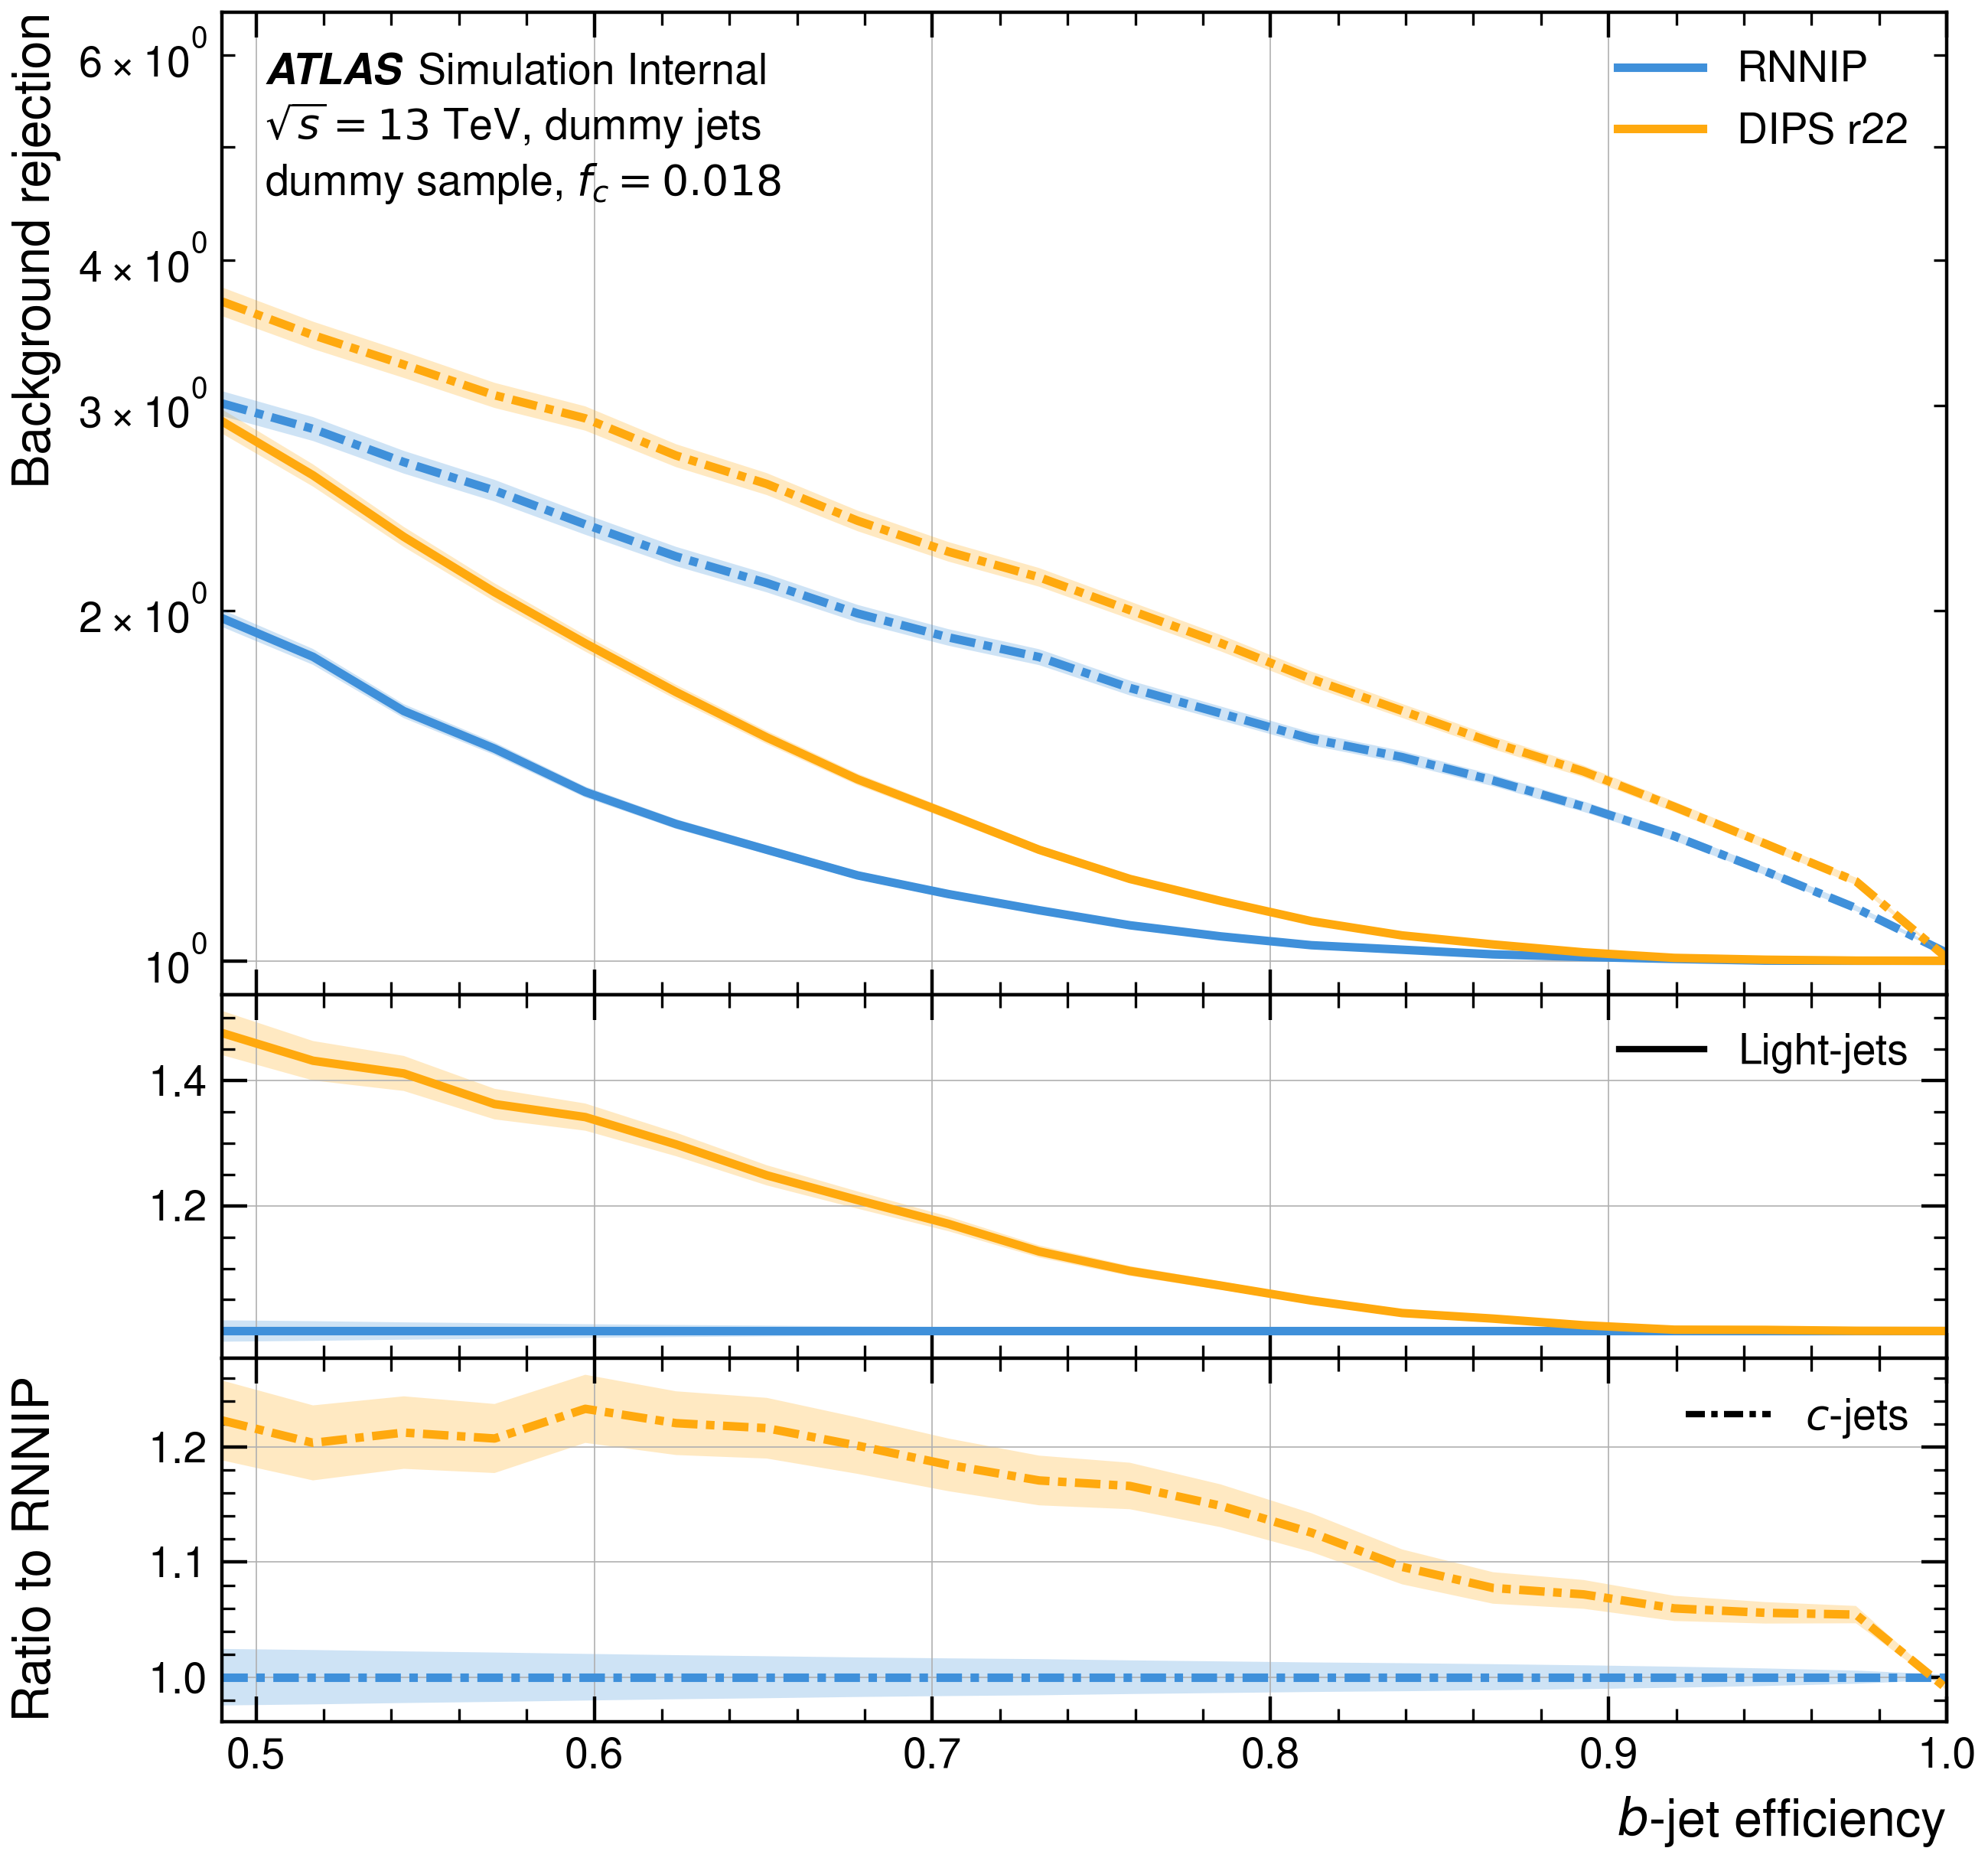 Background rejection
6 × 10⁰
4 × 10⁰
3 × 10⁰
2 × 10⁰
10⁰
ATLAS Simulation Internal
√s = 13 TeV, dummy jets
dummy sample, f_c = 0.018
RNNIP
DIPS r22
1.4
1.2
Light-jets
Ratio to RNNIP
1.2
1.1
1.0
c-jets
0.5 0.6 0.7 0.8 0.9 1.0
b-jet efficiency